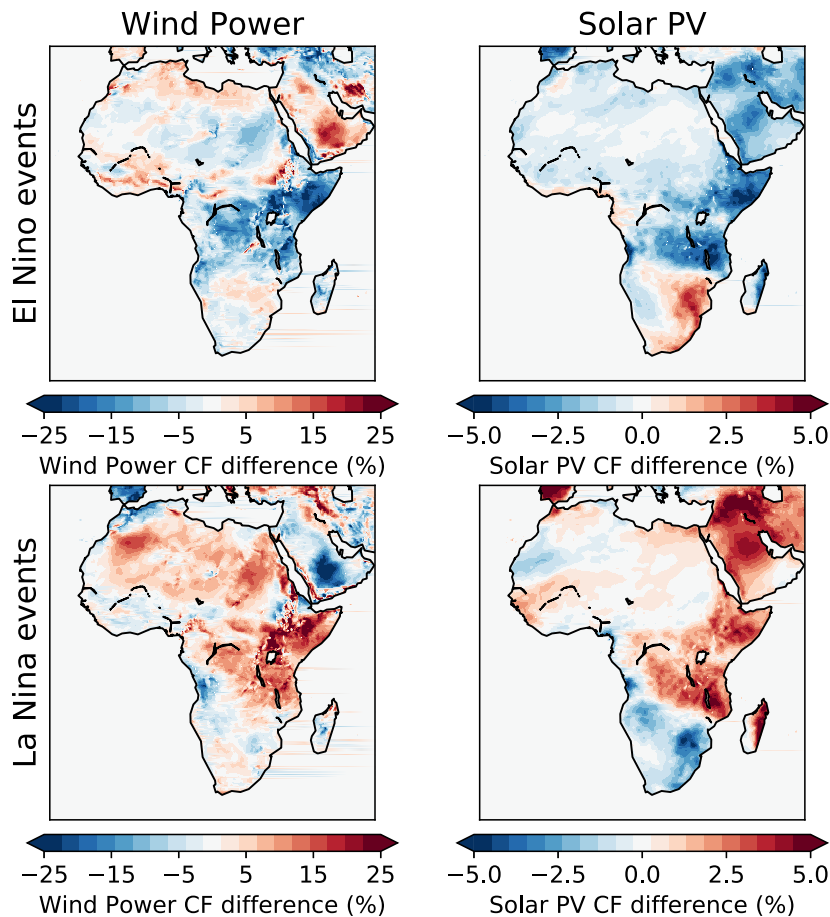 Wind Power
Solar PV
El Nino events
−25 −15 −5 5 15 25
Wind Power CF difference (%)
−5.0 −2.5 0.0 2.5 5.0
Solar PV CF difference (%)
La Nina events
−25 −15 −5 5 15 25
Wind Power CF difference (%)
−5.0 −2.5 0.0 2.5 5.0
Solar PV CF difference (%)